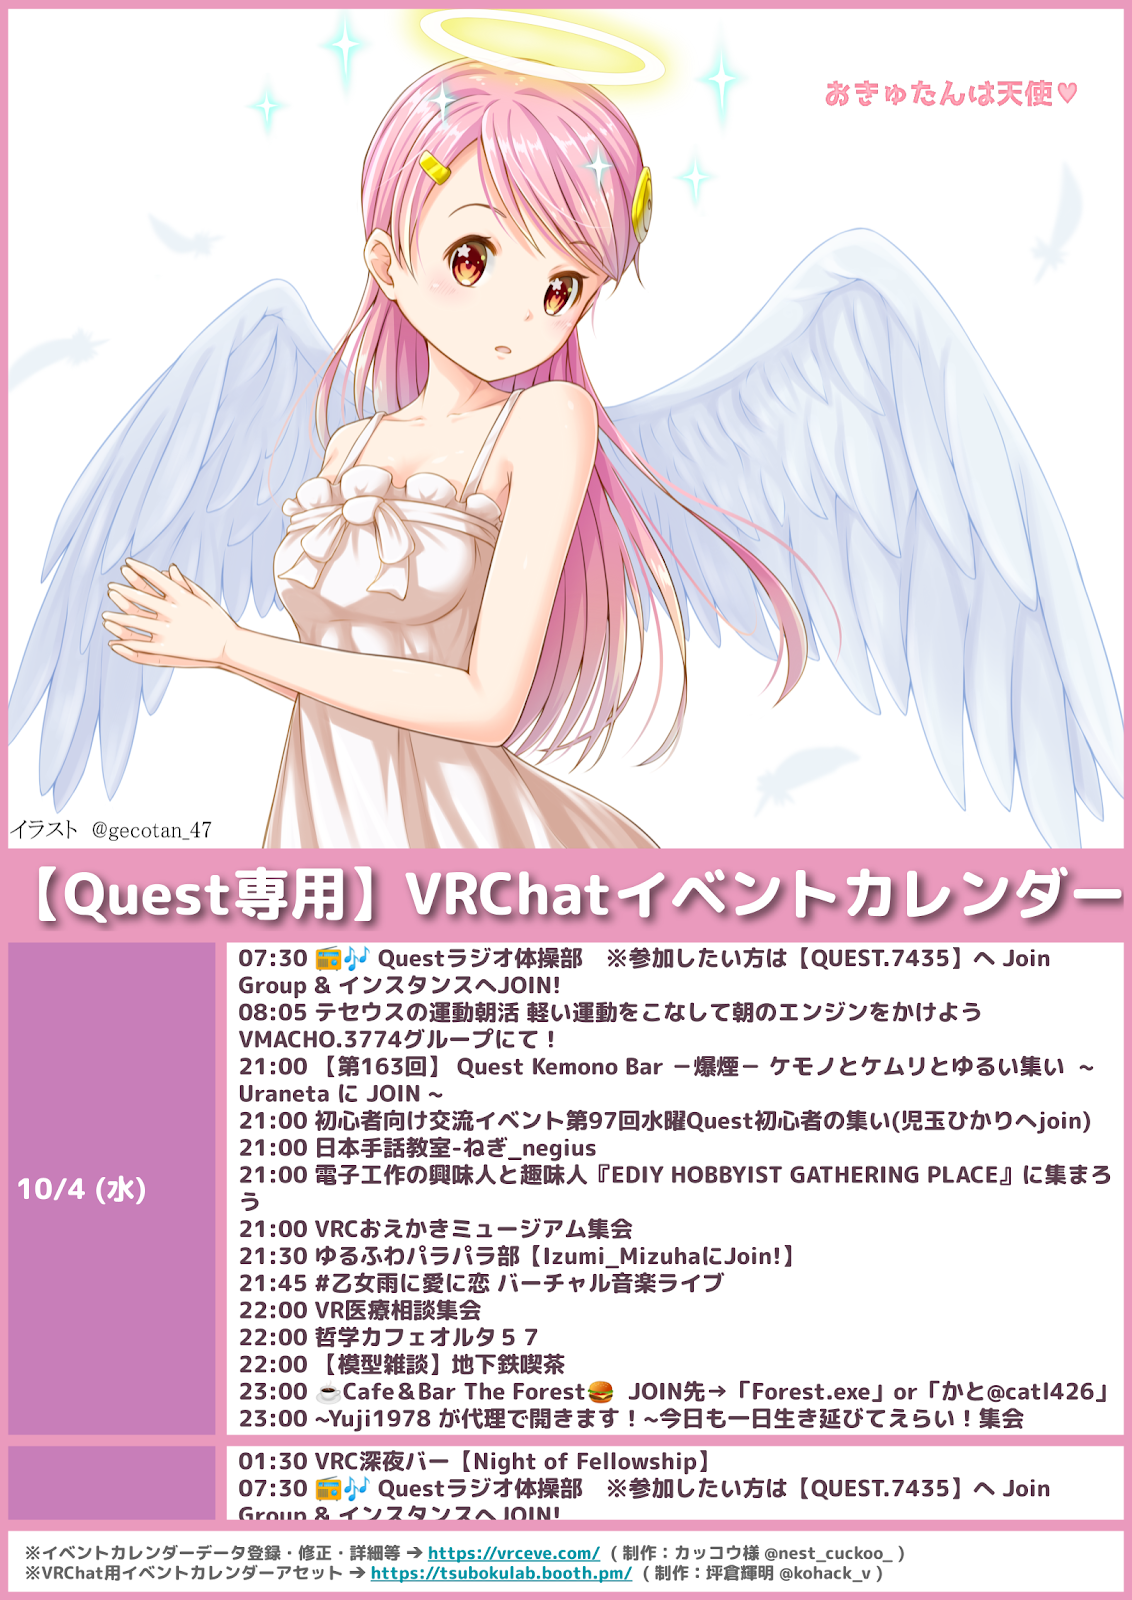 おきゅたんは天使♥
イラスト @gecotan_47
【Quest専用】VRChatイベントカレンダー
10/4 (水)
07:30 📻🎶 Questラジオ体操部　※参加したい方は【QUEST.7435】へ Join
Group & インスタンスへJOIN!
08:05 テセウスの運動朝活 軽い運動をこなして朝のエンジンをかけよう
VMACHO.3774グループにて！
21:00 【第163回】 Quest Kemono Bar －爆煙－ ケモノとケムリとゆるい集い ～
Uraneta に JOIN ~
21:00 初心者向け交流イベント第97回水曜Quest初心者の集い(児玉ひかりへjoin)
21:00 日本手話教室-ねぎ_negius
21:00 電子工作の興味人と趣味人『EDIY HOBBYIST GATHERING PLACE』に集まろ
う
21:00 VRCおえかきミュージアム集会
21:30 ゆるふわパラパラ部【Izumi_MizuhaにJoin!】
21:45 #乙女雨に愛に恋 バーチャル音楽ライブ
22:00 VR医療相談集会
22:00 哲学カフェオルタ５７
22:00 【模型雑談】地下鉄喫茶
23:00 ☕Cafe＆Bar The Forest🍔 JOIN先→「Forest.exe」or「かと@catl426」
23:00 ~Yuji1978 が代理で開きます！~今日も一日生き延びてえらい！集会
01:30 VRC深夜バー【Night of Fellowship】
07:30 📻🎶 Questラジオ体操部　※参加したい方は【QUEST.7435】へ Join
Group & インスタンスへJOIN!
※イベントカレンダーデータ登録・修正・詳細等 ➔ https://vrceve.com/ ( 制作：カッコウ様 @nest_cuckoo_ )
※VRChat用イベントカレンダーアセット ➔ https://tsubokulab.booth.pm/ ( 制作：坪倉輝明 @kohack_v )